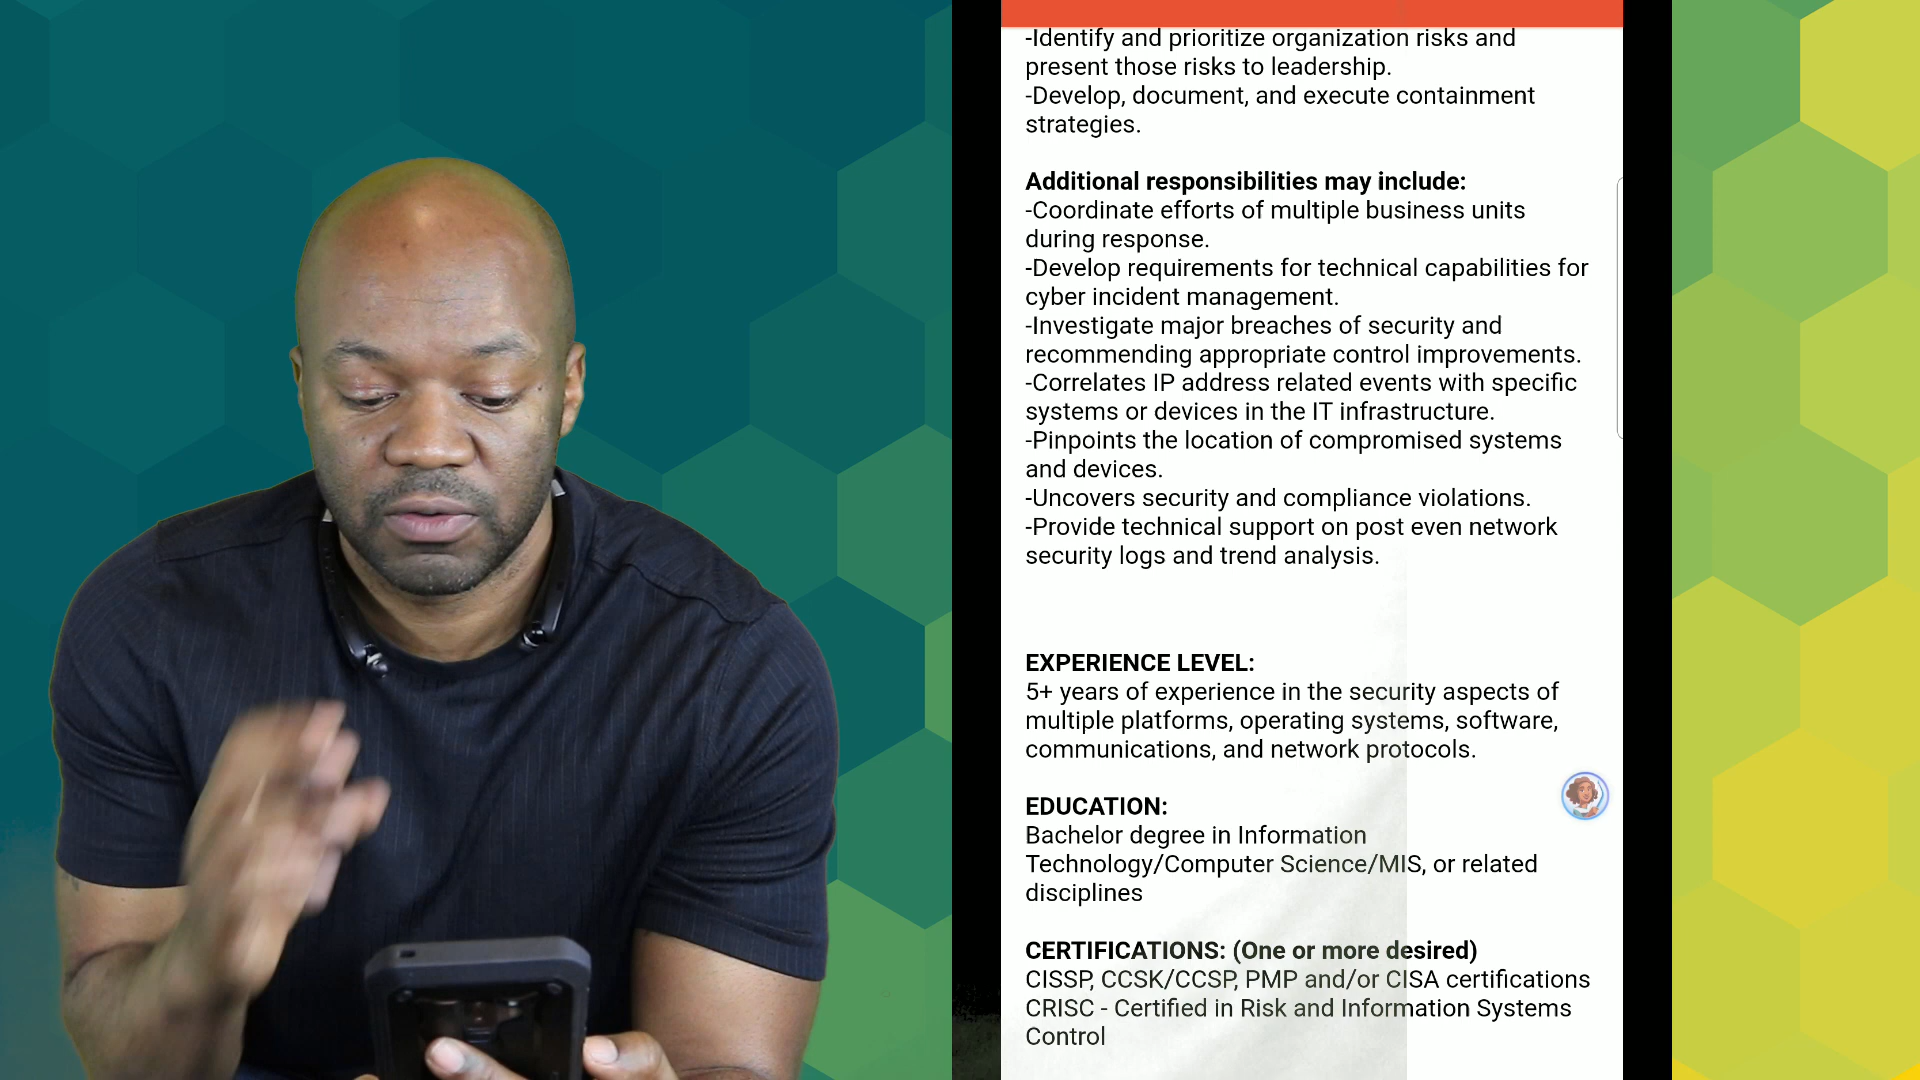 -Identify and prioritize organization risks and
present those risks to leadership.
-Develop, document, and execute containment
strategies.
Additional responsibilities may include:
-Coordinate efforts of multiple business units
during response.
-Develop requirements for technical capabilities for
cyber incident management.
-Investigate major breaches of security and
recommending appropriate control improvements.
-Correlates IP address related events with specific
systems or devices in the IT infrastructure.
-Pinpoints the location of compromised systems
and devices.
-Uncovers security and compliance violations.
-Provide technical support on post even network
security logs and trend analysis.
EXPERIENCE LEVEL:
5+ years of experience in the security aspects of
multiple platforms, operating systems, software,
communications, and network protocols.
EDUCATION:
Bachelor degree in Information
Technology/Computer Science/MIS, or related
disciplines
CERTIFICATIONS: (One or more desired)
CISSP, CCSK/CCSP, PMP and/or CISA certifications
CRISC - Certified in Risk and Information Systems
Control